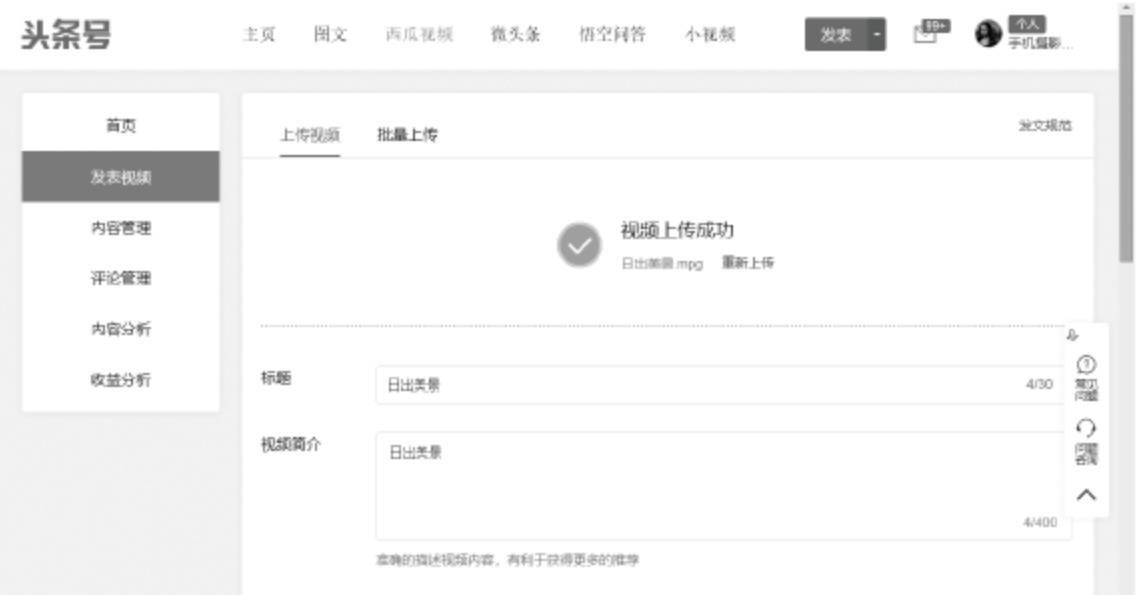 头条号
主页 图文 西瓜视频 微头条 悟空问答 小视频
发表
99+
个人
手机摄影...
首页
发表视频
内容管理
评论管理
内容分析
收益分析
上传视频 批量上传
发文规范
视频上传成功
日出美景.mpg 重新上传
标题
日出美景
4/30
视频简介
日出美景
4/400
准确的描述视频内容，有利于获得更多的推荐
常见
问题
问题
咨询